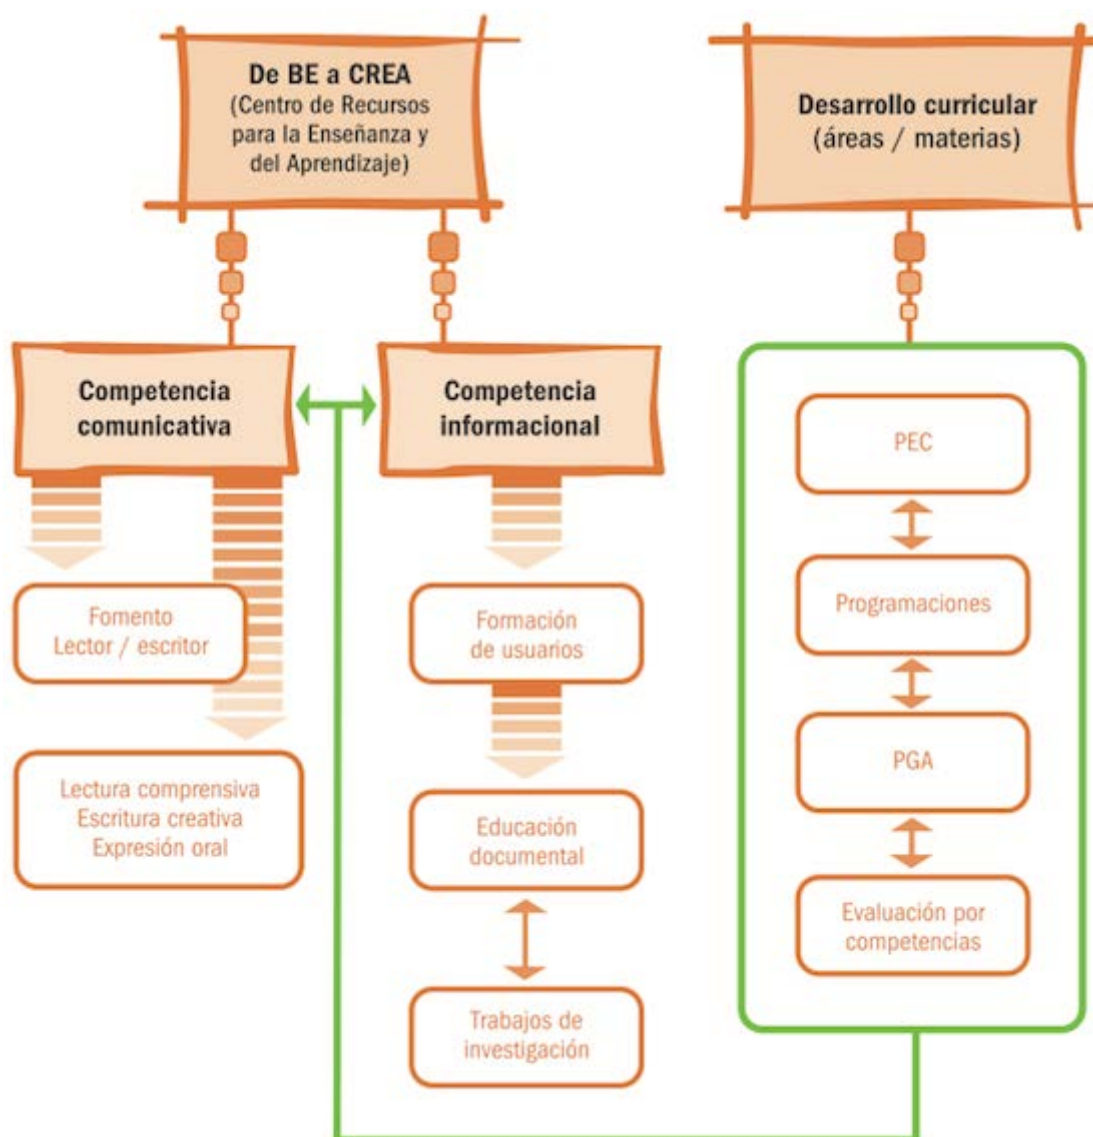 De BE a CREA
(Centro de Recursos
para la Enseñanza y
del Aprendizaje)
Desarrollo curricular
(áreas / materias)
Competencia
comunicativa
Competencia
informacional
Fomento
Lector / escritor
Lectura comprensiva
Escritura creativa
Expresión oral
Formación
de usuarios
Educación
documental
Trabajos de
investigación
PEC
Programaciones
PGA
Evaluación por
competencias